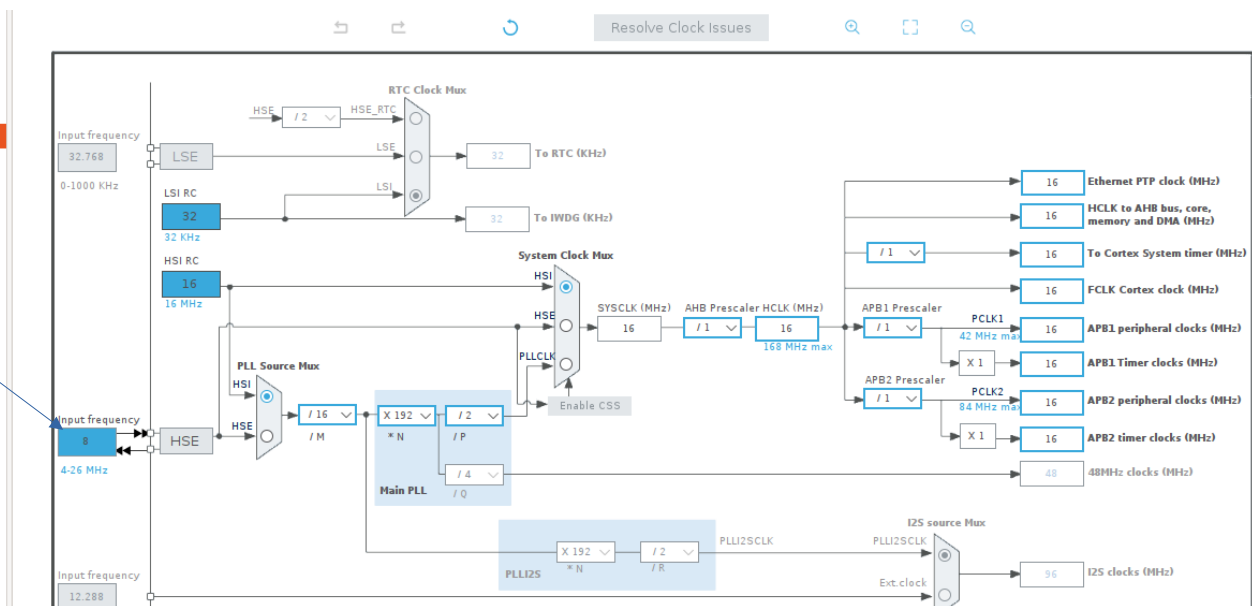 Resolve Clock Issues
RTC Clock Mux
HSE
/ 2
HSE_RTC
Input frequency
32.768
0-1000 KHz
LSE
LSE
32
To RTC (KHz)
LSI
LSI RC
32
32 KHz
32
To IWDG (KHz)
HSI RC
16
16 MHz
System Clock Mux
HSI
HSE
PLLCLK
SYSCLK (MHz)
16
AHB Prescaler
/ 1
HCLK (MHz)
16
168 MHz max
Enable CSS
16
Ethernet PTP clock (MHz)
16
HCLK to AHB bus, core,
memory and DMA (MHz)
/ 1
16
To Cortex System timer (MHz)
16
FCLK Cortex clock (MHz)
APB1 Prescaler
/ 1
PCLK1
42 MHz max
16
APB1 peripheral clocks (MHz)
X 1
16
APB1 Timer clocks (MHz)
APB2 Prescaler
/ 1
PCLK2
84 MHz max
16
APB2 peripheral clocks (MHz)
X 1
16
APB2 timer clocks (MHz)
PLL Source Mux
HSI
HSE
Input frequency
8
4-26 MHz
HSE
/ 16
/ M
X 192
* N
/ 2
/ P
/ 4
/ Q
Main PLL
48
48MHz clocks (MHz)
X 192
* N
/ 2
/ R
PLLI2S
PLLI2SCLK
I2S source Mux
PLLI2SCLK
Ext.clock
96
I2S clocks (MHz)
Input frequency
12.288